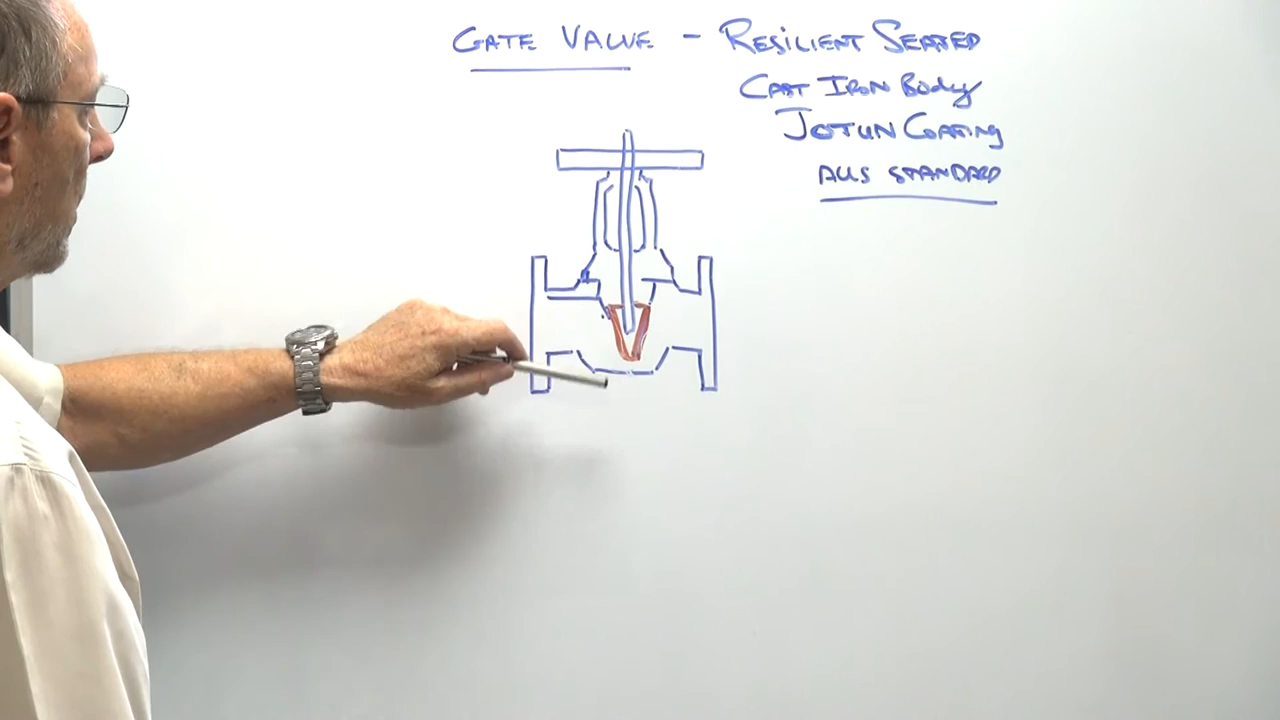 GATE VALVE - RESILIENT SEATED
CAST IRON BODY
JOTUN COATING
AUS STANDARD